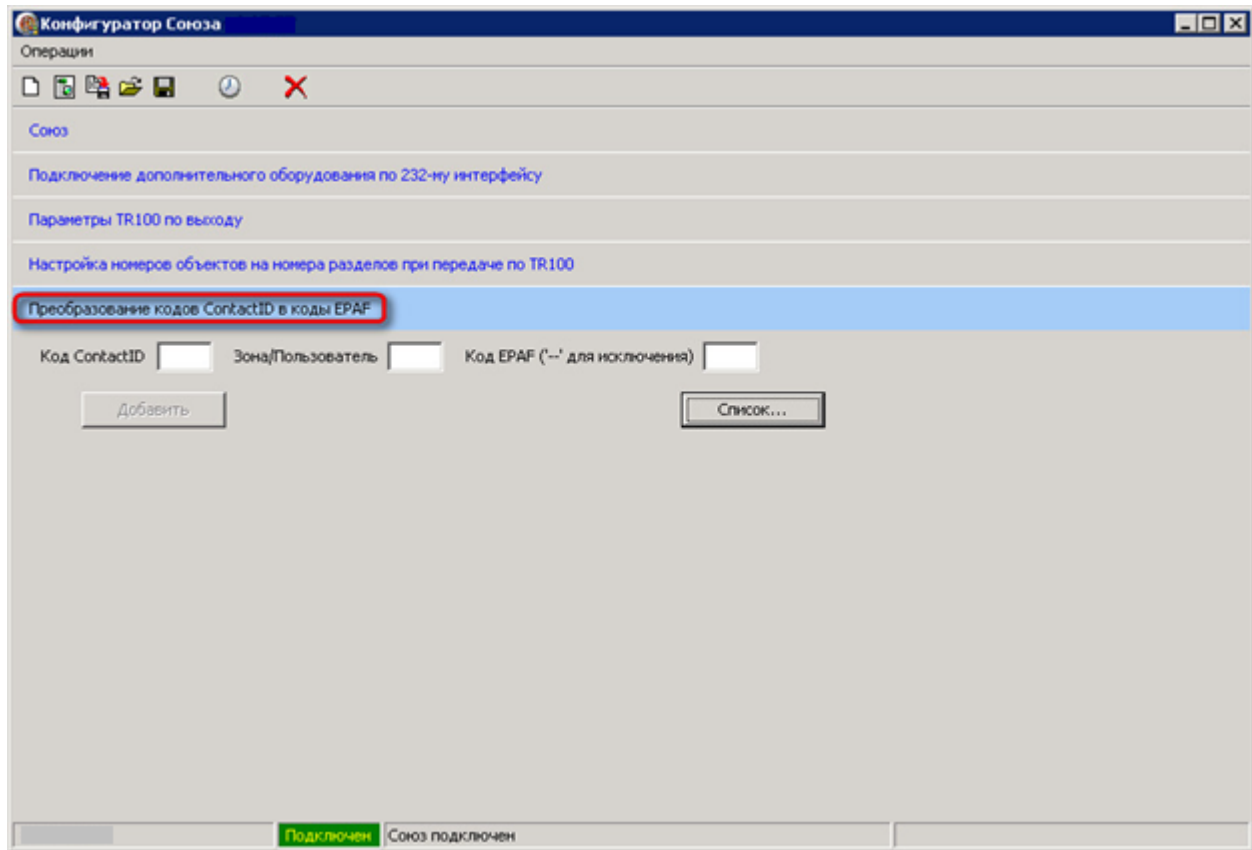 Конфигуратор Союза
Операции
Союз
Подключение дополнительного оборудования по 232-му интерфейсу
Параметры TR100 по выходу
Настройка номеров объектов на номера разделов при передаче по TR100
Преобразование кодов ContactID в коды EPAF
Код ContactID Зона/Пользователь Код EPAF ('--' для исключения)
Добавить Список...
Подключен Союз подключен